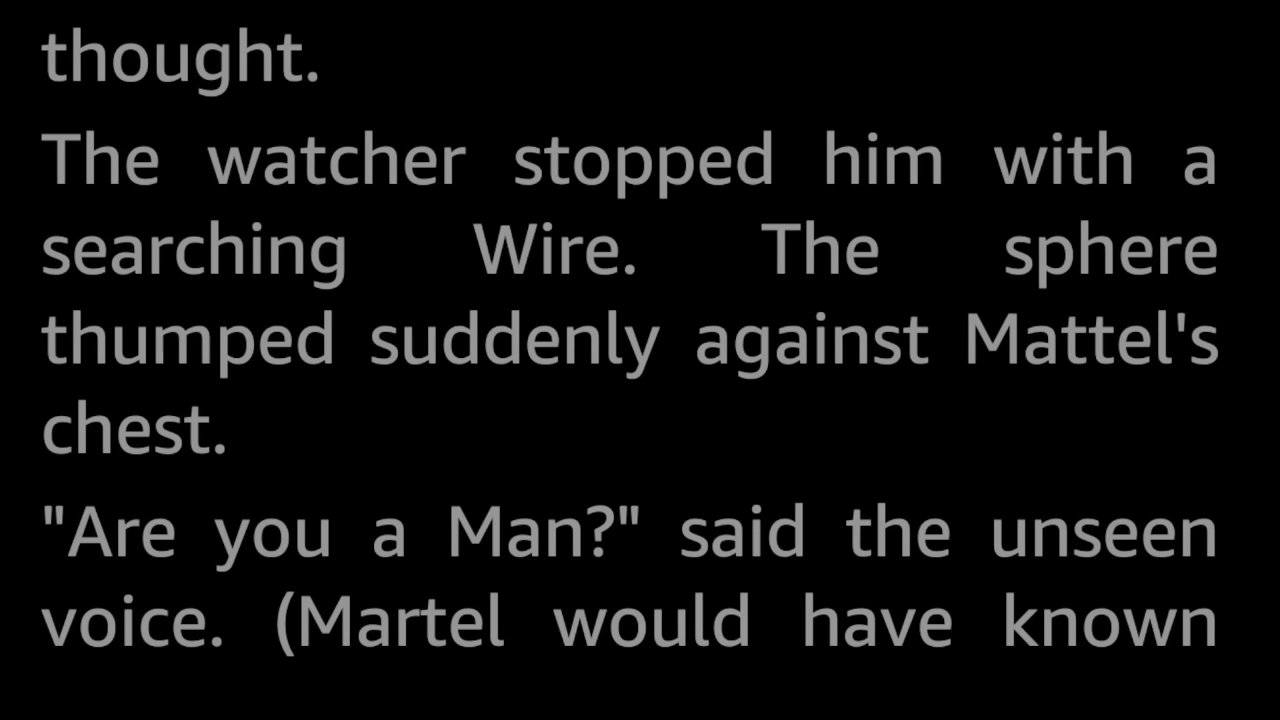 thought.
The watcher stopped him with a
searching Wire. The sphere
thumped suddenly against Mattel's
chest.
"Are you a Man?" said the unseen
voice. (Martel would have known